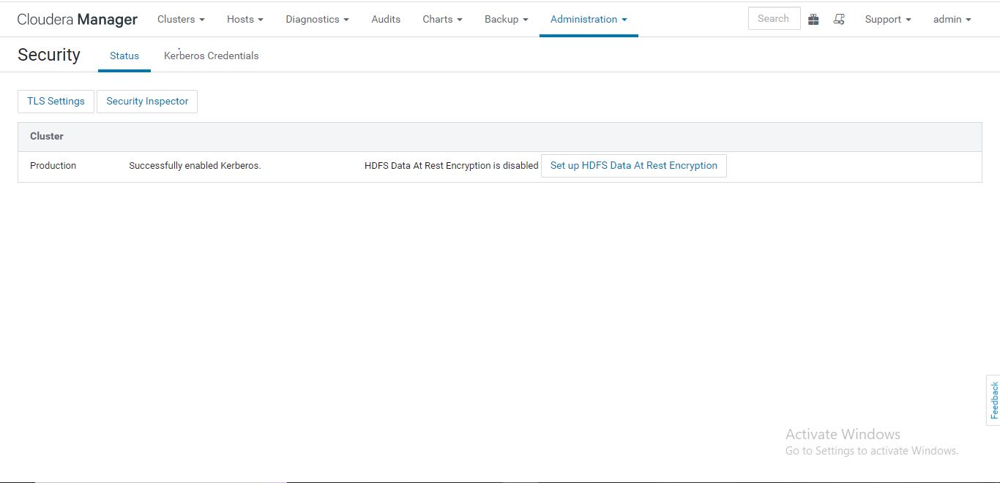 Cloudera Manager Clusters Hosts Diagnostics Audits Charts Backup Administration Search Support admin
Security Status Kerberos Credentials
TLS Settings Security Inspector
Cluster
Production Successfully enabled Kerberos. HDFS Data At Rest Encryption is disabled Set up HDFS Data At Rest Encryption
Feedback
Activate Windows
Go to Settings to activate Windows.